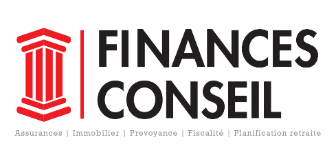 FINANCES
CONSEIL
Assurances | Immobilier | Prevoyance | Fiscalité | Planification retraite